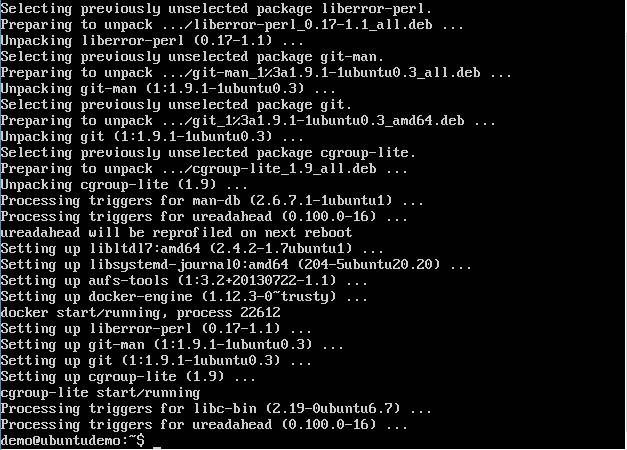 Selecting previously unselected package liberror-perl.
Preparing to unpack .../liberror-perl_0.17-1.1_all.deb ...
Unpacking liberror-perl (0.17-1.1) ...
Selecting previously unselected package git-man.
Preparing to unpack .../git-man_1%3a1.9.1-1ubuntu0.3_all.deb ...
Unpacking git-man (1:1.9.1-1ubuntu0.3) ...
Selecting previously unselected package git.
Preparing to unpack .../git_1%3a1.9.1-1ubuntu0.3_amd64.deb ...
Unpacking git (1:1.9.1-1ubuntu0.3) ...
Selecting previously unselected package cgroup-lite.
Preparing to unpack .../cgroup-lite_1.9_all.deb ...
Unpacking cgroup-lite (1.9) ...
Processing triggers for man-db (2.6.7.1-1ubuntu1) ...
Processing triggers for ureadahead (0.100.0-16) ...
ureadahead will be reprofiled on next reboot
Setting up libltdl7:amd64 (2.4.2-1.7ubuntu1) ...
Setting up libsystemd-journal0:amd64 (204-5ubuntu20.20) ...
Setting up aufs-tools (1:3.2+20130722-1.1) ...
Setting up docker-engine (1.12.3-0~trusty) ...
docker start/running, process 22612
Setting up liberror-perl (0.17-1.1) ...
Setting up git-man (1:1.9.1-1ubuntu0.3) ...
Setting up git (1:1.9.1-1ubuntu0.3) ...
Setting up cgroup-lite (1.9) ...
cgroup-lite start/running
Processing triggers for libc-bin (2.19-0ubuntu6.7) ...
Processing triggers for ureadahead (0.100.0-16) ...
demo@ubuntudemo:~$